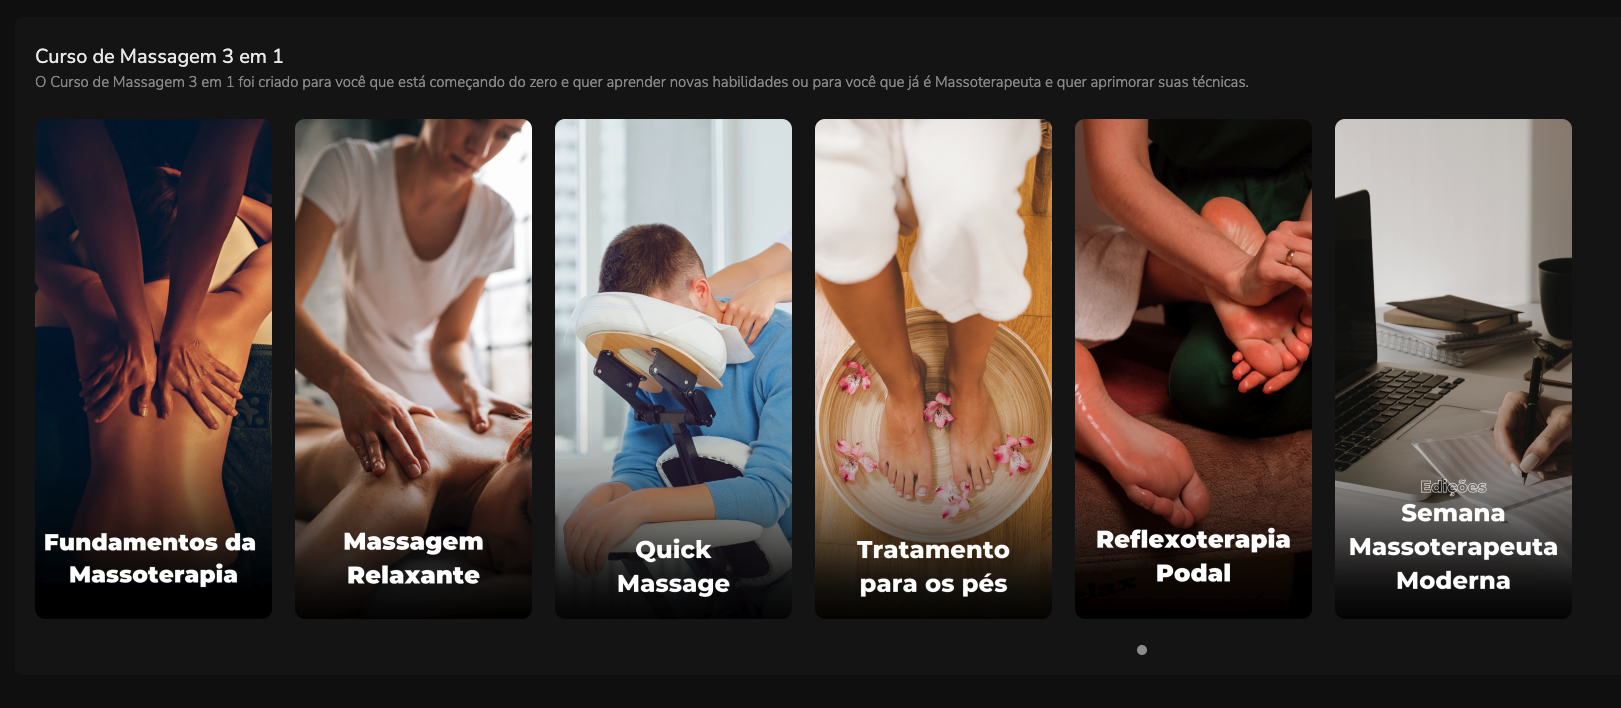 Curso de Massagem 3 em 1
O Curso de Massagem 3 em 1 foi criado para você que está começando do zero e quer aprender novas habilidades ou para você que já é Massoterapeuta e quer aprimorar suas técnicas.
Fundamentos da
Massoterapia
Massagem
Relaxante
Quick
Massage
Tratamento
para os pés
Reflexoterapia
Podal
Edições
Semana
Massoterapeuta
Moderna